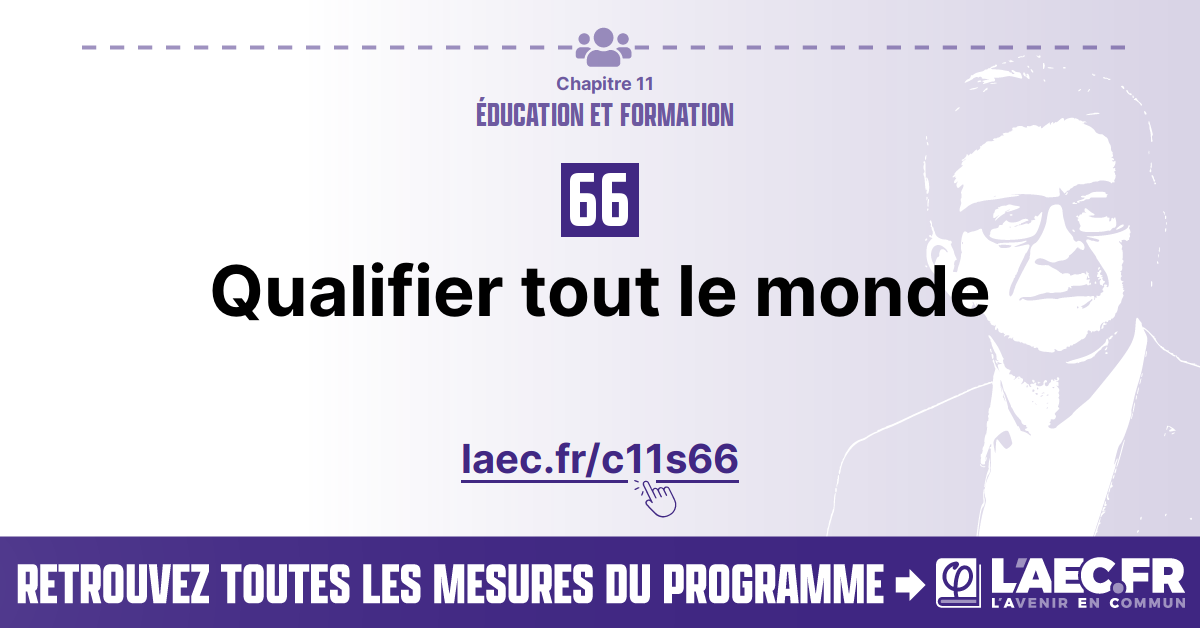 Chapitre 11
ÉDUCATION ET FORMATION
66
Qualifier tout le monde
laec.fr/c11s66
RETROUVEZ TOUTES LES MESURES DU PROGRAMME
L'AEC.FR
L'AVENIR EN COMMUN